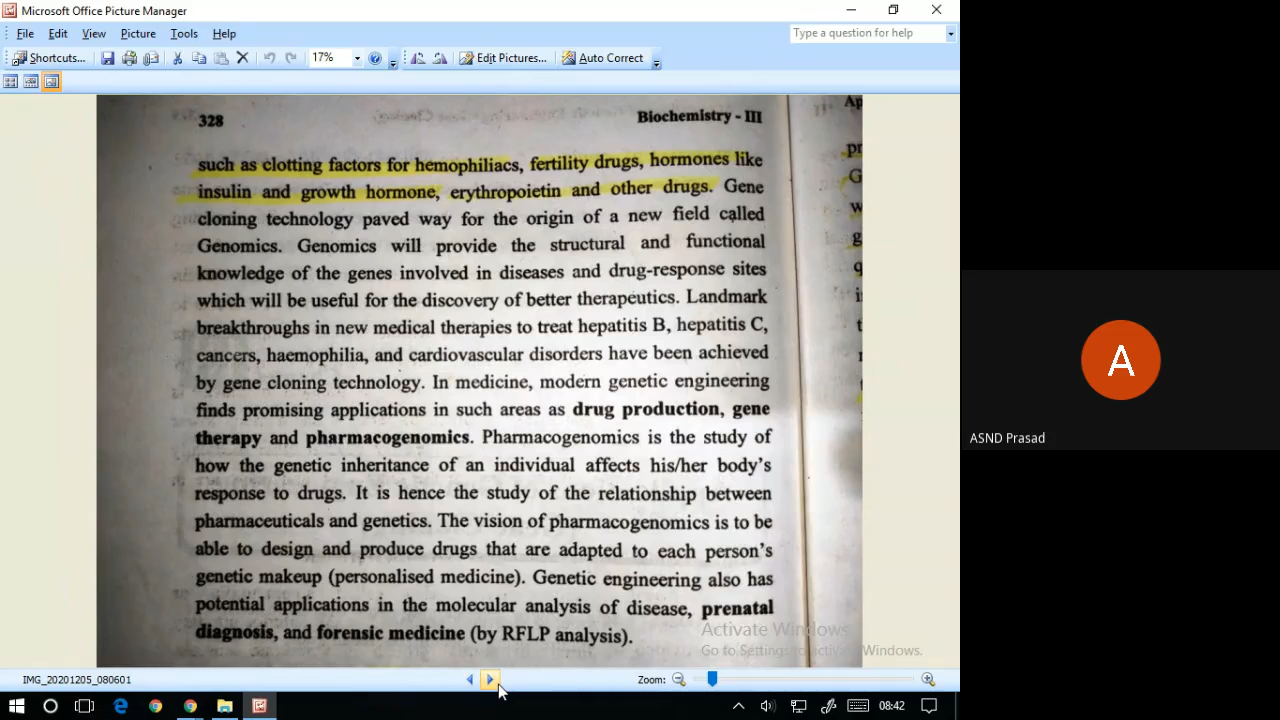 Microsoft Office Picture Manager
File Edit View Picture Tools Help
Type a question for help
Shortcuts...
17%
Edit Pictures...
Auto Correct
328
Biochemistry - III
such as clotting factors for hemophiliacs, fertility drugs, hormones like
insulin and growth hormone, erythropoietin and other drugs. Gene
cloning technology paved way for the origin of a new field called
Genomics. Genomics will provide the structural and functional
knowledge of the genes involved in diseases and drug-response sites
which will be useful for the discovery of better therapeutics. Landmark
breakthroughs in new medical therapies to treat hepatitis B, hepatitis C,
cancers, haemophilia, and cardiovascular disorders have been achieved
by gene cloning technology. In medicine, modern genetic engineering
finds promising applications in such areas as drug production, gene
therapy and pharmacogenomics. Pharmacogenomics is the study of
how the genetic inheritance of an individual affects his/her body's
response to drugs. It is hence the study of the relationship between
pharmaceuticals and genetics. The vision of pharmacogenomics is to be
able to design and produce drugs that are adapted to each person's
genetic makeup (personalised medicine). Genetic engineering also has
potential applications in the molecular analysis of disease, prenatal
diagnosis, and forensic medicine (by RFLP analysis).
Activate Windows
Go to Settings to activate Windows.
A
ASND Prasad
IMG_20201205_080601
Zoom:
08:42